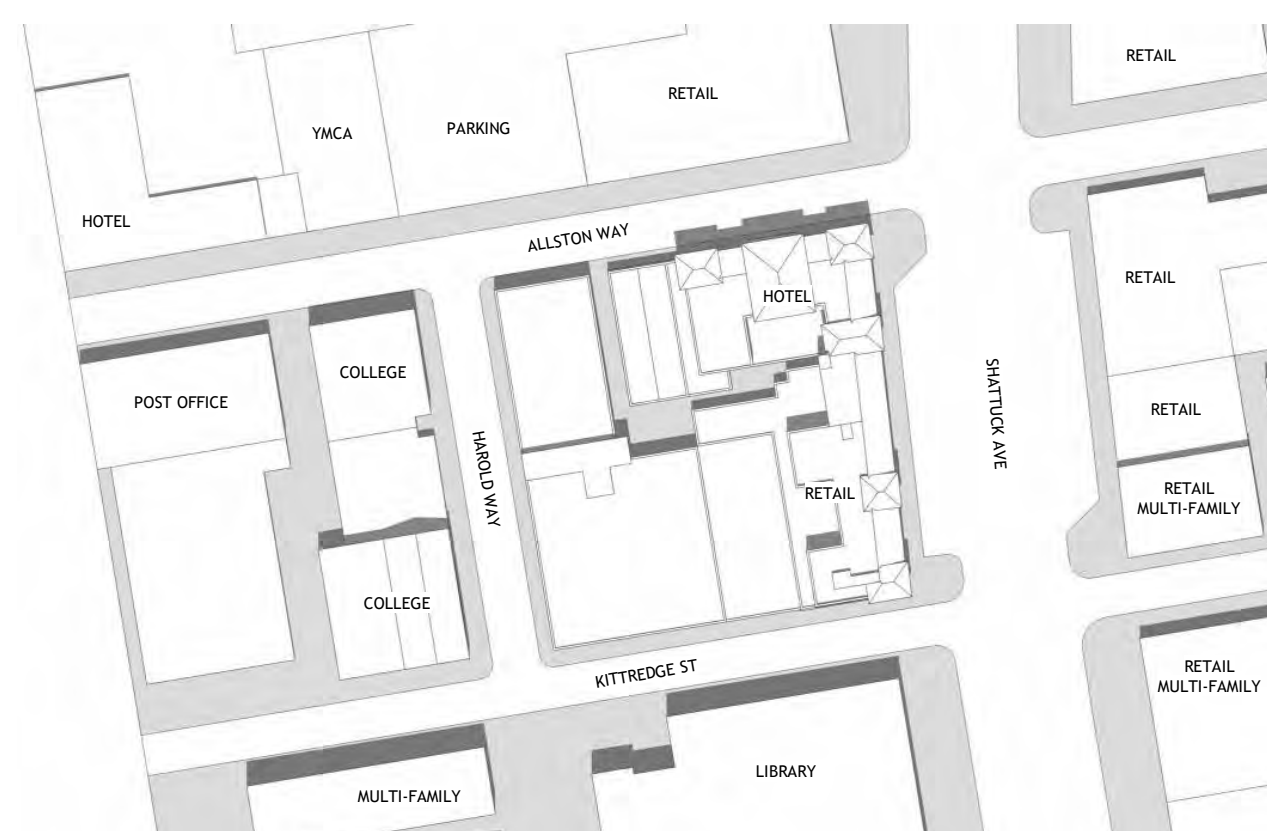 RETAIL
RETAIL
PARKING
YMCA
HOTEL
ALLSTON WAY
RETAIL
HOTEL
COLLEGE
POST OFFICE
SHATTUCK AVE
RETAIL
HAROLD WAY
RETAIL
RETAIL
MULTI-FAMILY
COLLEGE
KITTREDGE ST
RETAIL
MULTI-FAMILY
LIBRARY
MULTI-FAMILY